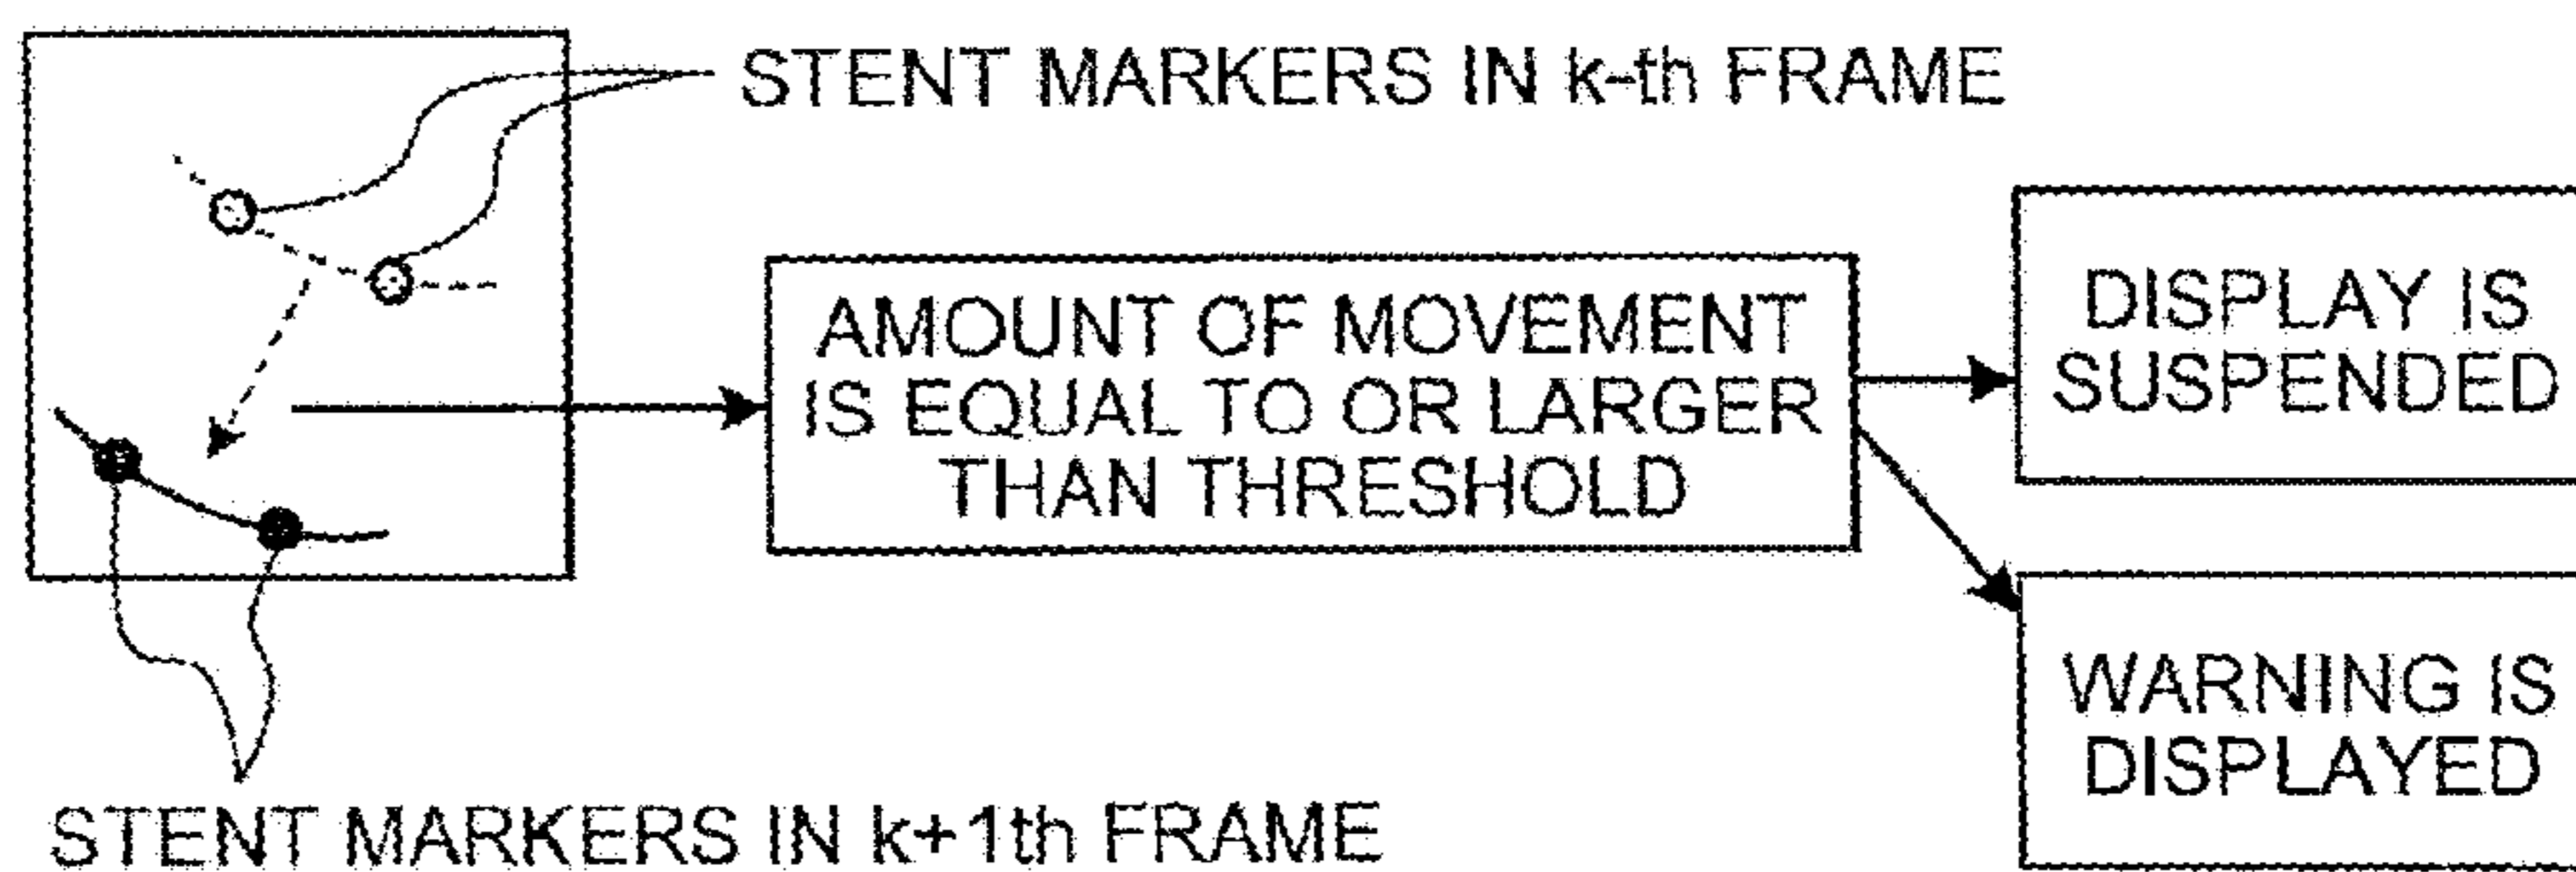 STENT MARKERS IN k-th FRAME
AMOUNT OF MOVEMENT
IS EQUAL TO OR LARGER
THAN THRESHOLD
DISPLAY IS
SUSPENDED
WARNING IS
DISPLAYED
STENT MARKERS IN k+1th FRAME